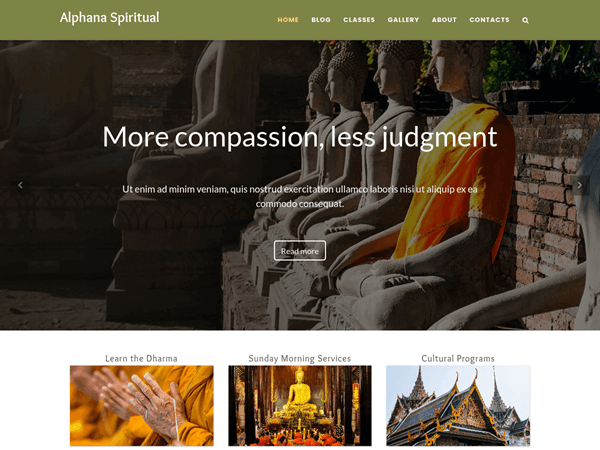 Alphana Spiritual
HOME BLOG CLASSES GALLERY ABOUT CONTACTS
More compassion, less judgment
Ut enim ad minim veniam, quis nostrud exercitation ullamco laboris nisi ut aliquip ex ea
commodo consequat.
Read more
Learn the Dharma
Sunday Morning Services
Cultural Programs